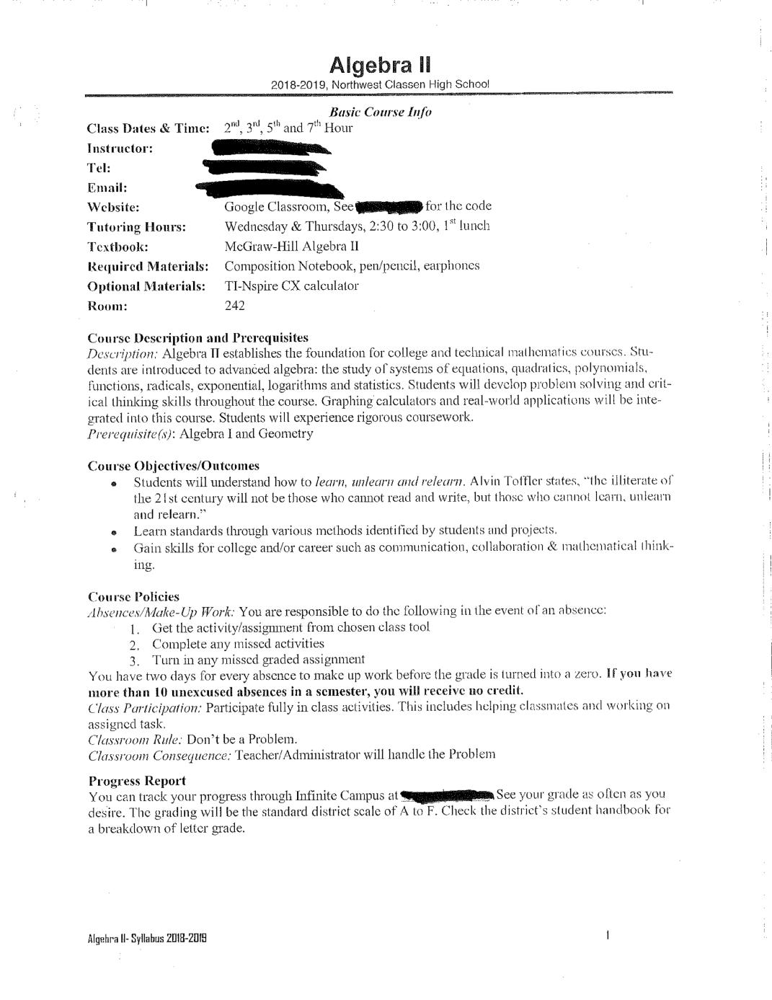 Algebra II
2018-2019, Northwest Classen High School
Basic Course Info
Class Dates & Time: 2nd, 3rd, 5th and 7th Hour
Instructor:
Tel:
Email:
Website: Google Classroom, See for the code
Tutoring Hours: Wednesday & Thursdays, 2:30 to 3:00, 1st lunch
Textbook: McGraw-Hill Algebra II
Required Materials: Composition Notebook, pen/pencil, earphones
Optional Materials: TI-Nspire CX calculator
Room: 242
Course Description and Prerequisites
Description: Algebra II establishes the foundation for college and technical mathematics courses. Stu-
dents are introduced to advanced algebra: the study of systems of equations, quadratics, polynomials,
functions, radicals, exponential, logarithms and statistics. Students will develop problem solving and crit-
ical thinking skills throughout the course. Graphing calculators and real-world applications will be inte-
grated into this course. Students will experience rigorous coursework.
Prerequisite(s): Algebra I and Geometry
Course Objectives/Outcomes
• Students will understand how to learn, unlearn and relearn. Alvin Toffler states, “the illiterate of
the 21st century will not be those who cannot read and write, but those who cannot learn, unlearn
and relearn.”
• Learn standards through various methods identified by students and projects.
• Gain skills for college and/or career such as communication, collaboration & mathematical think-
ing.
Course Policies
Absences/Make-Up Work: You are responsible to do the following in the event of an absence:
1. Get the activity/assignment from chosen class tool
2. Complete any missed activities
3. Turn in any missed graded assignment
You have two days for every absence to make up work before the grade is turned into a zero. If you have
more than 10 unexcused absences in a semester, you will receive no credit.
Class Participation: Participate fully in class activities. This includes helping classmates and working on
assigned task.
Classroom Rule: Don’t be a Problem.
Classroom Consequence: Teacher/Administrator will handle the Problem
Progress Report
You can track your progress through Infinite Campus at See your grade as often as you
desire. The grading will be the standard district scale of A to F. Check the district’s student handbook for
a breakdown of letter grade.
Algebra II- Syllabus 2018-2019 1